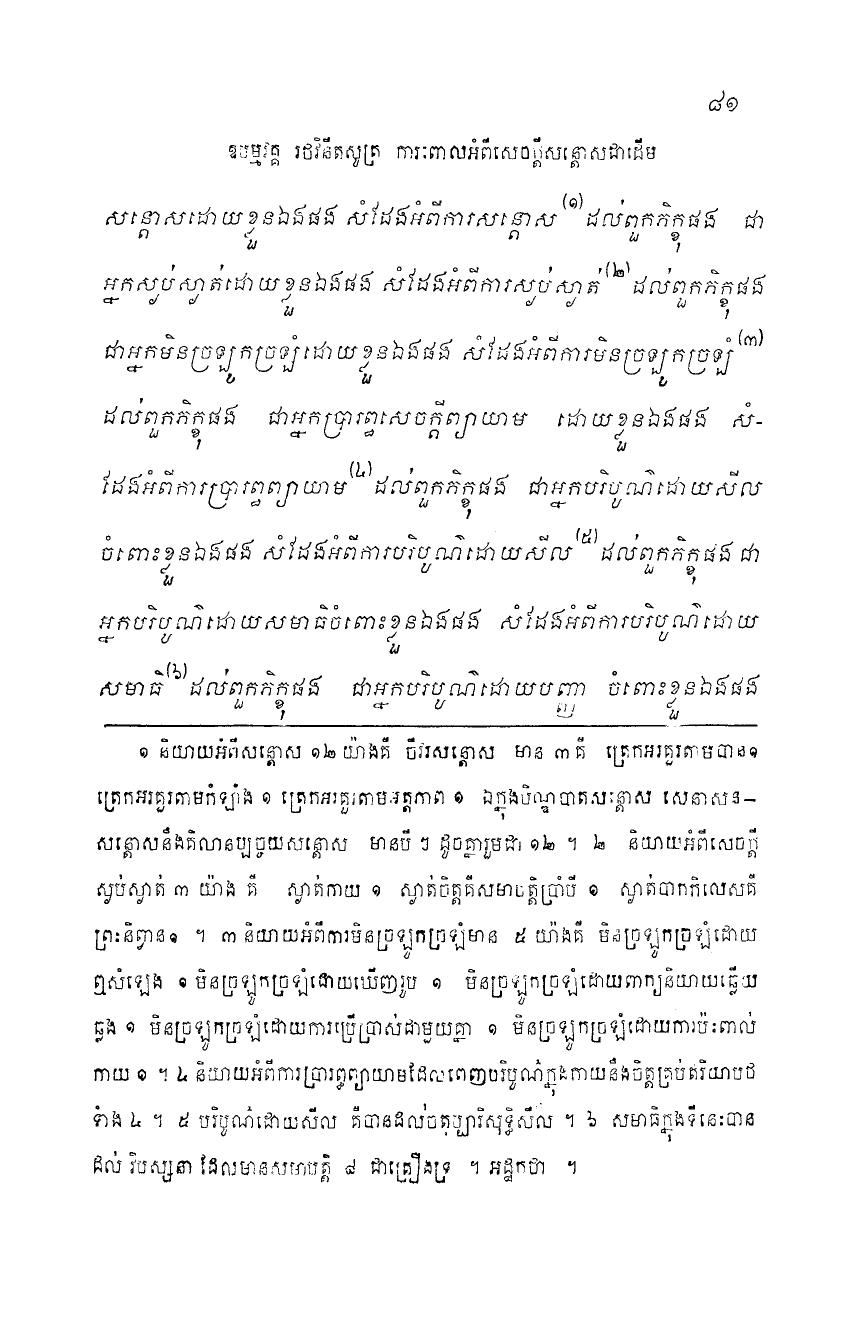 ៨១
ឧបម្មវគ្គ រថវិនីតសូត្រ ការៈពោលអំពីសេចក្តីសន្តោសជាដើម
សន្តោសដោយខ្លួនឯងផង សំដែងអំពីការសន្តោស(១)ដល់ពួកភិក្ខុផង ជា
អ្នកស្ងប់ស្ងាត់ដោយខ្លួនឯងផង សំដែងអំពីការស្ងប់ស្ងាត់(២)ដល់ពួកភិក្ខុផង
ជាអ្នកមិនច្រឡូកច្រឡំដោយខ្លួនឯងផង សំដែងអំពីការមិនច្រឡូកច្រឡំ(៣)
ដល់ពួកភិក្ខុផង ជាអ្នកប្រារព្ធសេចក្តីព្យាយាម ដោយខ្លួនឯងផង សំ-
ដែងអំពីការប្រារព្ធព្យាយាម(៤)ដល់ពួកភិក្ខុផង ជាអ្នកបរិបូណ៌ដោយសីល
ចំពោះខ្លួនឯងផង សំដែងអំពីការបរិបូណ៌ដោយសីល(៥)ដល់ពួកភិក្ខុផង ជា
អ្នកបរិបូណ៌ដោយសមាធិចំពោះខ្លួនឯងផង សំដែងអំពីការបរិបូណ៌ដោយ
សមាធិ(៦)ដល់ពួកភិក្ខុផង ជាអ្នកបរិបូណ៌ដោយបញ្ញា ចំពោះខ្លួនឯងផង
១ និយាយអំពីសន្តោស ១២ យ៉ាងគឺ ចីវរសន្តោស មាន ៣ គឺ ត្រេកអរគួរតាមបាន១
ត្រេកអរគួរតាមកំឡាំង ១ ត្រេកអរគួរតាមអត្តភាព ១ ឯក្នុងបិណ្ឌបាតសន្តោស សេនាសន-
សន្តោសនឹងគិលានប្បច្ចយសន្តោស មានបី ៗ ដូចគ្នារួមជា ១២ ។ ២ និយាយអំពីសេចក្តី
ស្ងប់ស្ងាត់ ៣ យ៉ាង គឺ ស្ងាត់កាយ ១ ស្ងាត់ចិត្តគឺសមាបត្តិប្រាំបី ១ ស្ងាត់បាកកិលេសគឺ
ព្រះនិព្វាន១ ។ ៣ និយាយអំពីការមិនច្រឡូកច្រឡំមាន ៥ យ៉ាងគឺ មិនច្រឡូកច្រឡំដោយ
ឮសំឡេង ១ មិនច្រឡូកច្រឡំដោយឃើញរូប ១ មិនច្រឡូកច្រឡំដោយពាក្យនិយាយឆ្លើយ
ឆ្លង ១ មិនច្រឡូកច្រឡំដោយការប្រើប្រាស់ជាមួយគ្នា ១ មិនច្រឡូកច្រឡំដោយការប៉ះពាល់
កាយ ១ ។ ៤ និយាយអំពីការប្រារព្ធព្យាយាមដែលពេញបរិបូណ៌ក្នុងកាយនឹងចិត្តគ្រប់ឥរិយាបថ
ទាំង ៤ ។ ៥ បរិបូណ៌ដោយសីល គឺបានដល់ចតុប្បារិសុទ្ធិសីល ។ ៦ សមាធិក្នុងទីនេះបាន
ដល់ វិបស្សនា ដែលមានសមាបត្តិ ៨ ជាគ្រឿងទ្រ ។ អដ្ឋកថា ។